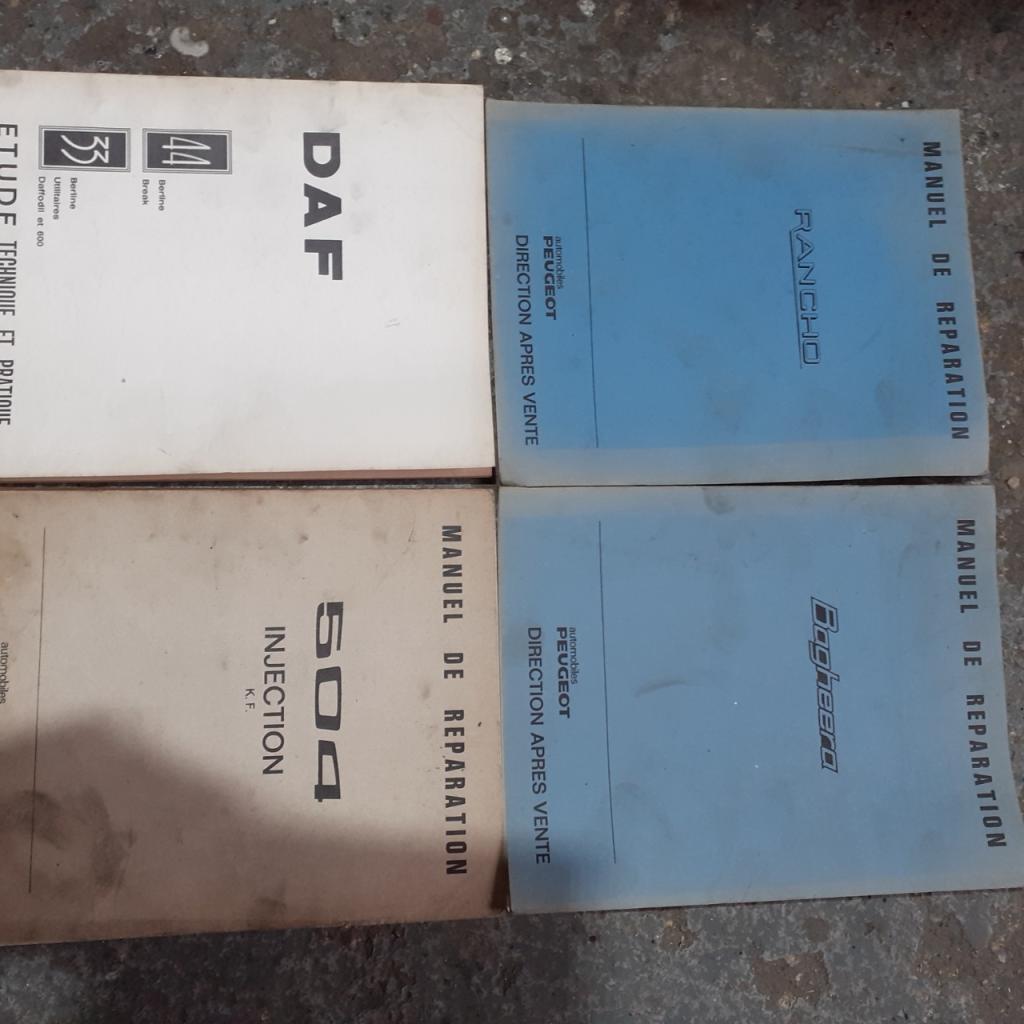 DAF
44
Berline
Break
33
Berline
Utilitaires
Daffodil et 600
ETUDE TECHNIQUE ET PRATIQUE
MANUEL DE REPARATION
RANCHO
automobiles
PEUGEOT
DIRECTION APRES VENTE
MANUEL DE REPARATION
504
INJECTION
K.F.
automobiles
MANUEL DE REPARATION
Bagheera
automobiles
PEUGEOT
DIRECTION APRES VENTE